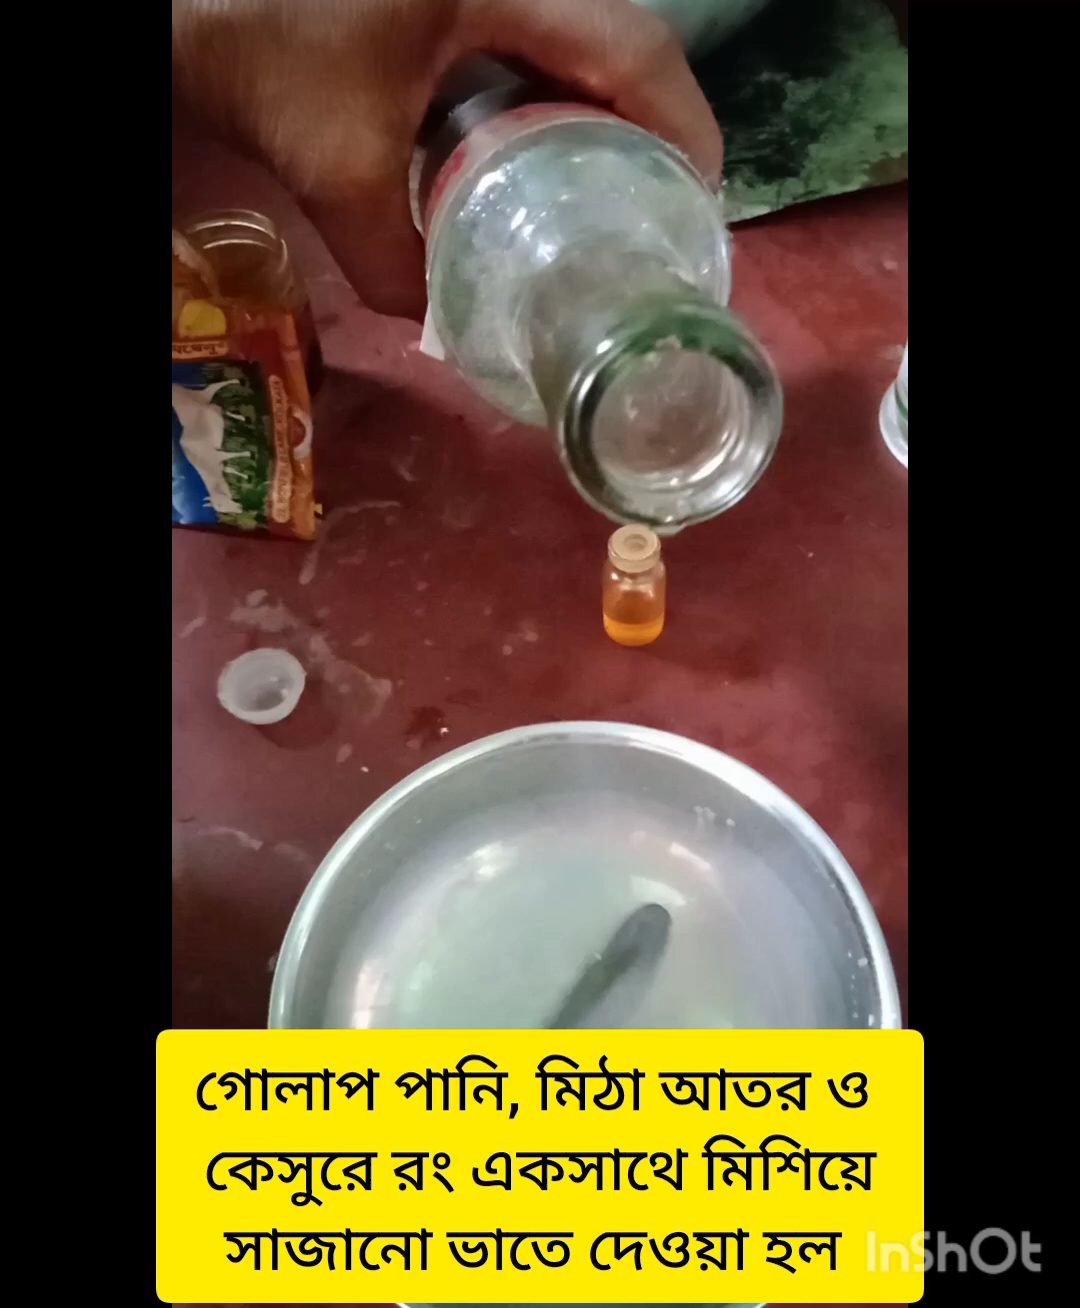 গোলাপ পানি, মিঠা আতর ও
কেসুরে রং একসাথে মিশিয়ে
সাজানো ভাতে দেওয়া হল
InShOt